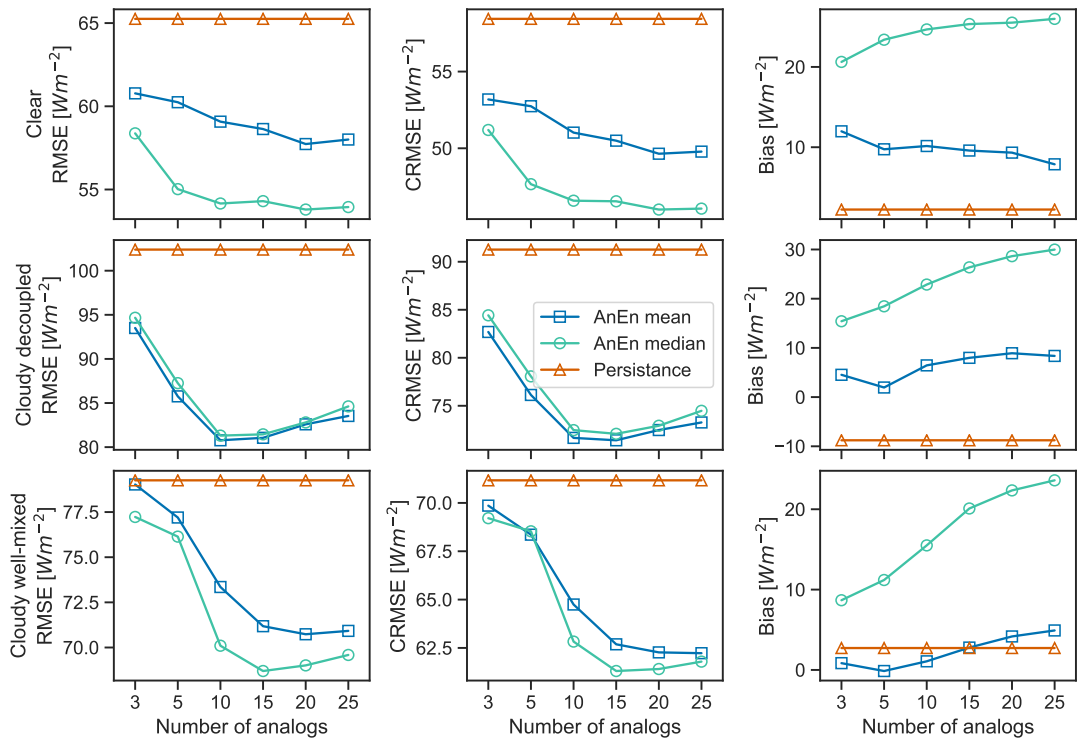 Clear
RMSE [Wm⁻²]
65
60
55
CRMSE [Wm⁻²]
55
50
Bias [Wm⁻²]
20
10
Cloudy decoupled
RMSE [Wm⁻²]
100
95
90
85
80
CRMSE [Wm⁻²]
90
85
80
75
AnEn mean
AnEn median
Persistance
Bias [Wm⁻²]
30
20
10
0
−10
Cloudy well-mixed
RMSE [Wm⁻²]
77.5
75.0
72.5
70.0
3 5 10 15 20 25
Number of analogs
CRMSE [Wm⁻²]
70.0
67.5
65.0
62.5
3 5 10 15 20 25
Number of analogs
Bias [Wm⁻²]
20
10
0
3 5 10 15 20 25
Number of analogs